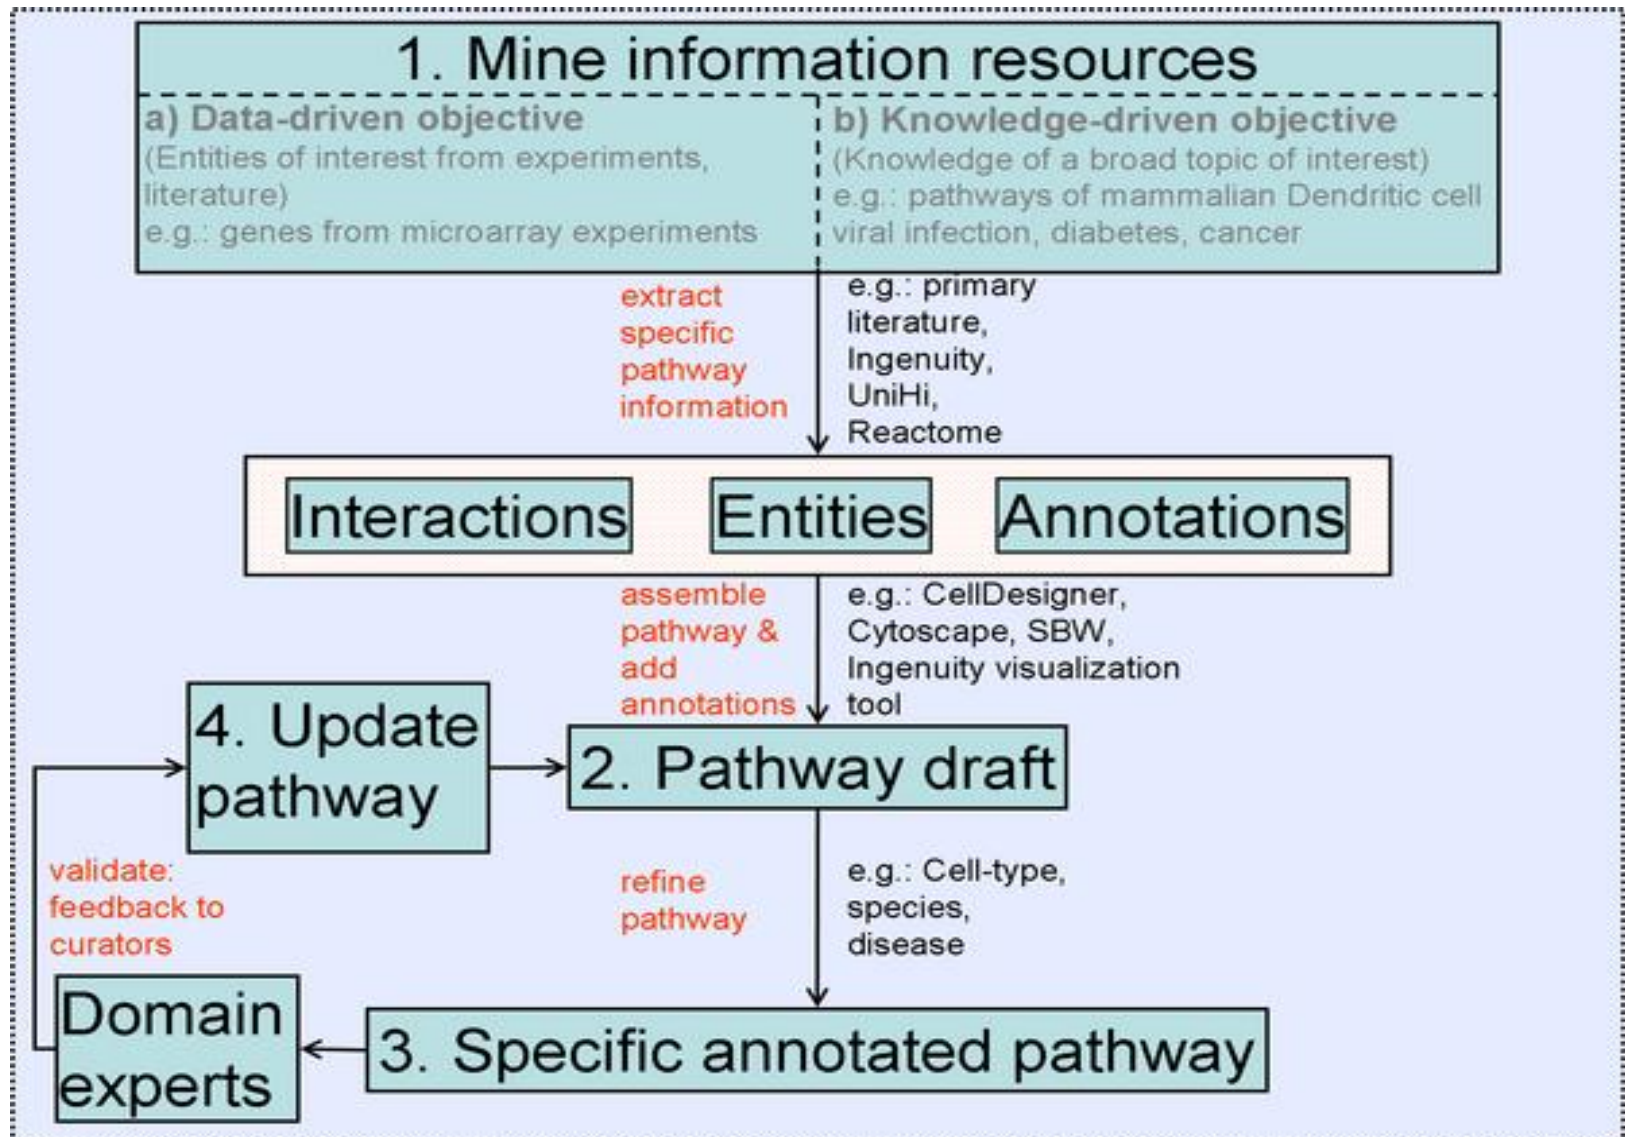 1. Mine information resources
a) Data-driven objective
(Entities of interest from experiments,
literature)
e.g.: genes from microarray experiments
b) Knowledge-driven objective
(Knowledge of a broad topic of interest)
e.g.: pathways of mammalian Dendritic cell
viral infection, diabetes, cancer
extract
specific
pathway
information
e.g.: primary
literature,
Ingenuity,
UniHi,
Reactome
Interactions
Entities
Annotations
assemble
pathway &
add
annotations
e.g.: CellDesigner,
Cytoscape, SBW,
Ingenuity visualization
tool
4. Update
pathway
2. Pathway draft
validate:
feedback to
curators
refine
pathway
e.g.: Cell-type,
species,
disease
Domain
experts
3. Specific annotated pathway